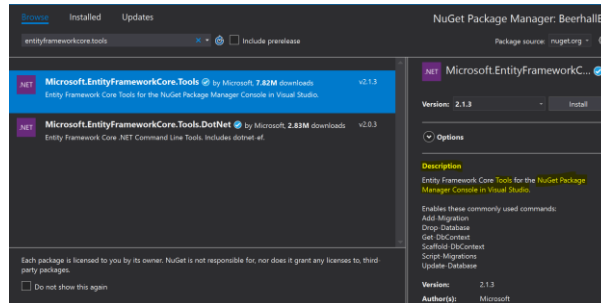 Browse Installed Updates
NuGet Package Manager: BeerhallE
entityframeworkcore.tools
Include prerelease
Package source: nuget.org
.NET
Microsoft.EntityFrameworkCore.Tools by Microsoft, 7.82M downloads v2.1.3
Entity Framework Core Tools for the NuGet Package Manager Console in Visual Studio.
.NET
Microsoft.EntityFrameworkCore.Tools.DotNet by Microsoft, 2.83M downloads v2.0.3
Entity Framework Core .NET Command Line Tools. Includes dotnet-ef.
Each package is licensed to you by its owner. NuGet is not responsible for, nor does it grant any licenses to, third-
party packages.
Do not show this again
.NET
Microsoft.EntityFrameworkC...
Version: 2.1.3
Install
Options
Description
Entity Framework Core Tools for the NuGet Package
Manager Console in Visual Studio.
Enables these commonly used commands:
Add-Migration
Drop-Database
Get-DbContext
Scaffold-DbContext
Script-Migrations
Update-Database
Version: 2.1.3
Author(s): Microsoft